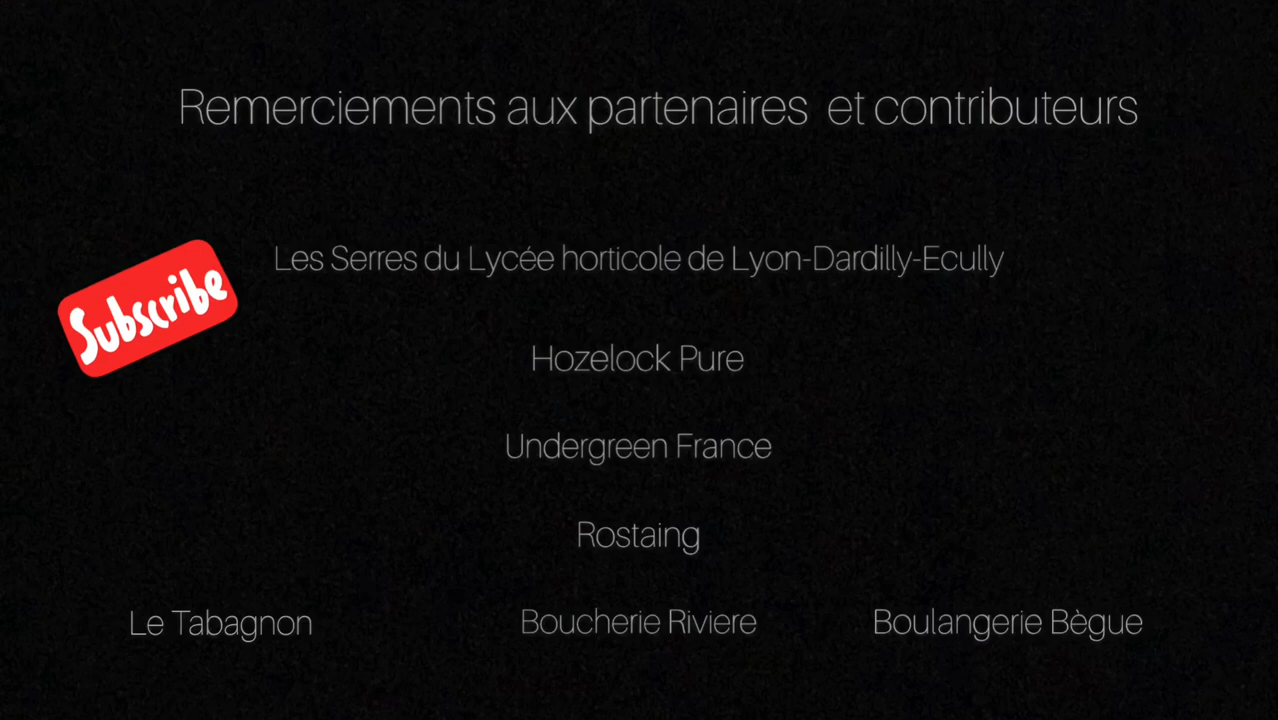 Remerciements aux partenaires et contributeurs
Les Serres du Lycée horticole de Lyon-Dardilly-Ecully
Subscribe
Hozelock Pure
Undergreen France
Rostaing
Le Tabagnon Boucherie Riviere Boulangerie Bègue